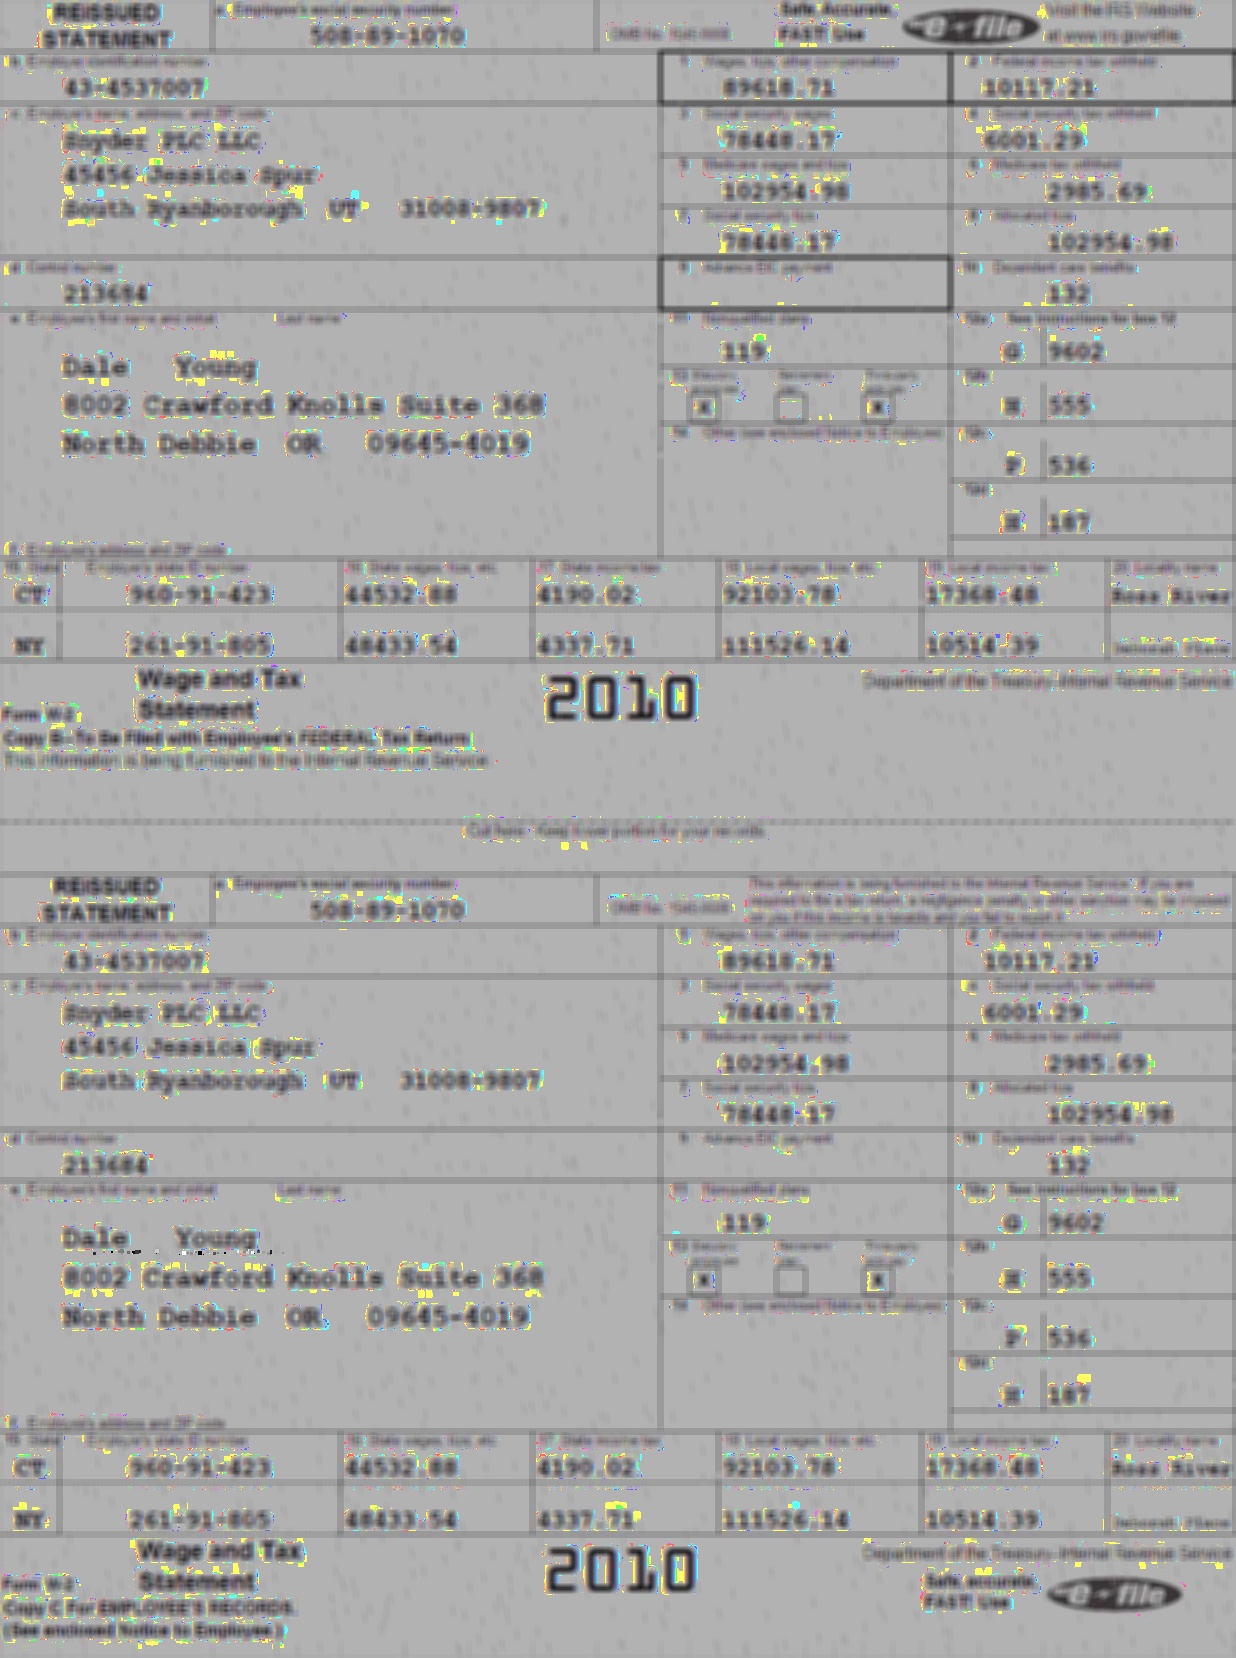 REISSUED STATEMENT
a Employee's social security number
508-89-1070
OMB No. 1545-0008
Safe, Accurate, FAST! Use
e-file
Visit the IRS Website at www.irs.gov/efile.
b Employer identification number
43-4537007
1 Wages, tips, other compensation
89618.71
2 Federal income tax withheld
10117.21
c Employer's name, address, and ZIP code
Snyder PLC LLC
45456 Jessica Spur
South Ryanborough UT 31008-9807
3 Social security wages
78448.17
4 Social security tax withheld
6001.29
5 Medicare wages and tips
102954.98
6 Medicare tax withheld
2985.69
7 Social security tips
78448.17
8 Allocated tips
102954.98
d Control number
213684
9 Advance EIC payment
10 Dependent care benefits
132
e Employee's first name and initial Last name
Dale Young
8002 Crawford Knolls Suite 368
North Debbie OR 09645-4019
11 Nonqualified plans
119
12a See instructions for box 12
G 9602
13 Statutory employee Retirement plan Third-party sick pay
X X
12b
H 555
14 Other (see enclosed Notice to Employee)
12c
P 536
12d
H 187
f Employee's address and ZIP code
15 State Employer's state ID number 16 State wages, tips, etc. 17 State income tax 18 Local wages, tips, etc. 19 Local income tax 20 Locality name
CT 960-91-423 44532.88 4190.02 92103.78 17368.48 Ross River
NY 261-91-805 48433.54 4337.71 111526.14 10514.39 Deborah Place
Wage and Tax
Statement
Form W-2
2010
Department of the Treasury-Internal Revenue Service
Copy B - To Be Filed with Employee's FEDERAL Tax Return.
This information is being furnished to the Internal Revenue Service.
Cut here - Keep lower portion for your records.
REISSUED STATEMENT
a Employee's social security number
508-89-1070
OMB No. 1545-0008
This information is being furnished to the Internal Revenue Service. If you are
required to file a tax return, a negligence penalty or other sanction may be imposed
on you if this income is taxable and you fail to report it.
b Employer identification number
43-4537007
1 Wages, tips, other compensation
89618.71
2 Federal income tax withheld
10117.21
c Employer's name, address, and ZIP code
Snyder PLC LLC
45456 Jessica Spur
South Ryanborough UT 31008-9807
3 Social security wages
78448.17
4 Social security tax withheld
6001.29
5 Medicare wages and tips
102954.98
6 Medicare tax withheld
2985.69
7 Social security tips
78448.17
8 Allocated tips
102954.98
d Control number
213684
9 Advance EIC payment
10 Dependent care benefits
132
e Employee's first name and initial Last name
Dale Young
8002 Crawford Knolls Suite 368
North Debbie OR 09645-4019
11 Nonqualified plans
119
12a See instructions for box 12
G 9602
13 Statutory employee Retirement plan Third-party sick pay
X X
12b
H 555
14 Other (see enclosed Notice to Employee)
12c
P 536
12d
H 187
f Employee's address and ZIP code
15 State Employer's state ID number 16 State wages, tips, etc. 17 State income tax 18 Local wages, tips, etc. 19 Local income tax 20 Locality name
CT 960-91-423 44532.88 4190.02 92103.78 17368.48 Ross River
NY 261-91-805 48433.54 4337.71 111526.14 10514.39 Deborah Place
Wage and Tax
Statement
Form W-2
2010
Department of the Treasury-Internal Revenue Service
Copy C For EMPLOYEE'S RECORDS.
(See enclosed Notice to Employee.)
Safe, accurate, FAST! Use
e-file